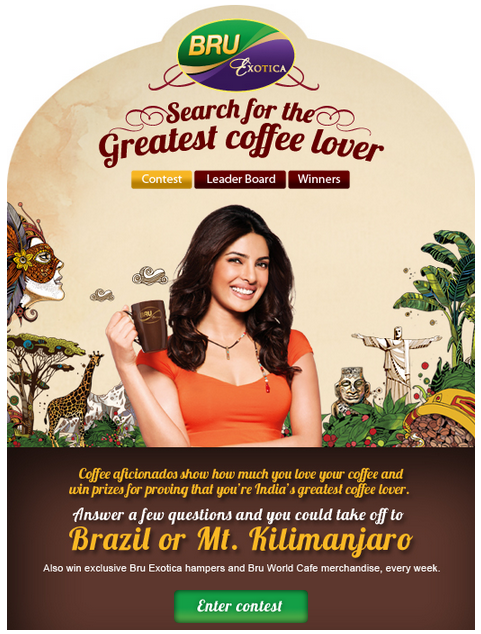 BRU
Exotica
Search for the
Greatest coffee lover
Contest Leader Board Winners
BRU
Coffee aficionados show how much you love your coffee and
win prizes for proving that you're India's greatest coffee lover.
Answer a few questions and you could take off to
Brazil or Mt. Kilimanjaro
Also win exclusive Bru Exotica hampers and Bru World Cafe merchandise, every week.
Enter contest